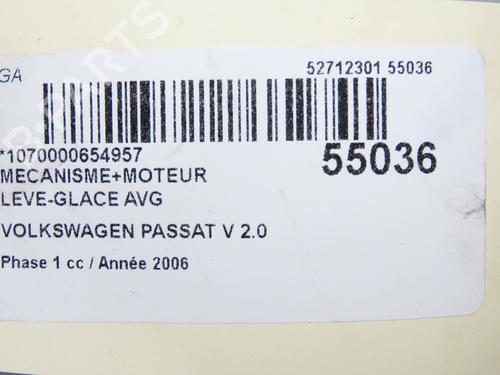 GA
52712301 55036
*1070000654957
55036
MECANISME+MOTEUR
LEVE-GLACE AVG
VOLKSWAGEN PASSAT V 2.0
Phase 1 cc / Année 2006